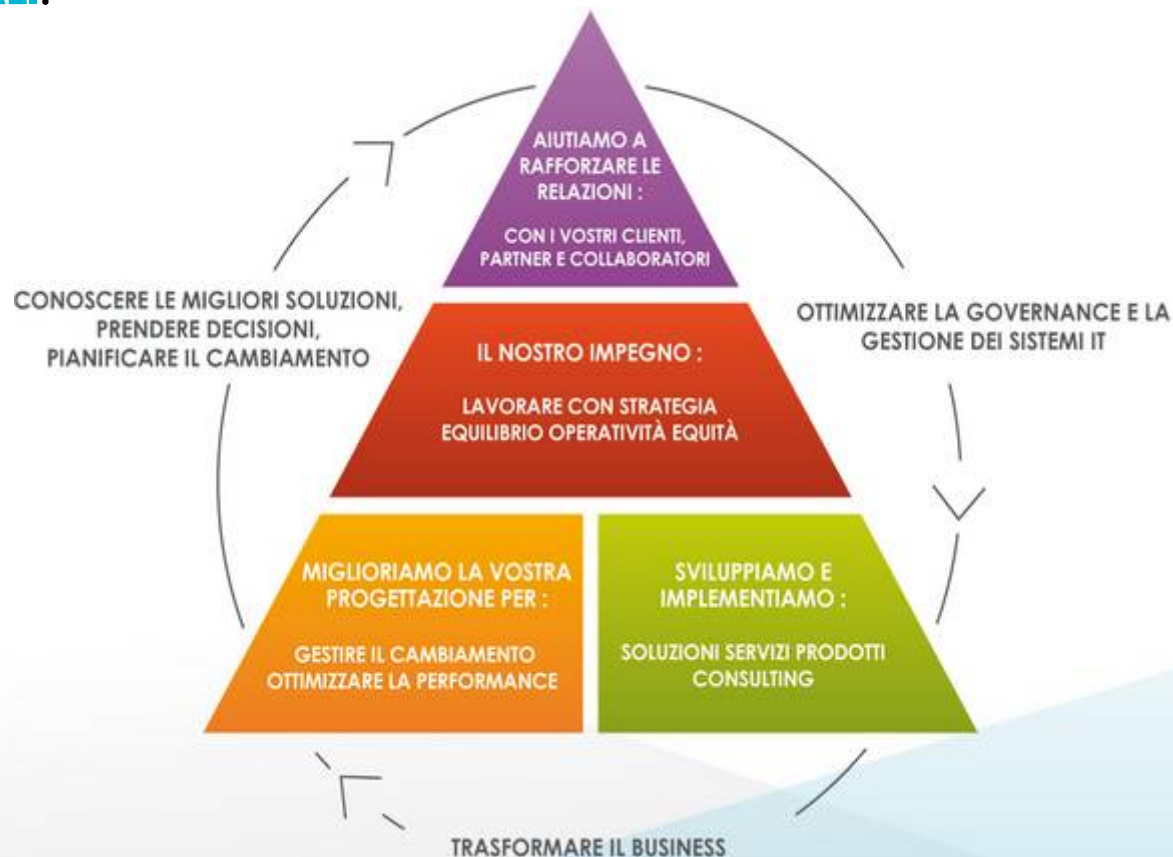 AIUTIAMO A
RAFFORZARE LE
RELAZIONI :
CON I VOSTRI CLIENTI,
PARTNER E COLLABORATORI
CONOSCERE LE MIGLIORI SOLUZIONI,
PRENDERE DECISIONI,
PIANIFICARE IL CAMBIAMENTO
OTTIMIZZARE LA GOVERNANCE E LA
GESTIONE DEI SISTEMI IT
IL NOSTRO IMPEGNO :
LAVORARE CON STRATEGIA
EQUILIBRIO OPERATIVITÀ EQUITÀ
MIGLIORIAMO LA VOSTRA
PROGETTAZIONE PER :
GESTIRE IL CAMBIAMENTO
OTTIMIZZARE LA PERFORMANCE
SVILUPPIAMO E
IMPLEMENTIAMO :
SOLUZIONI SERVIZI PRODOTTI
CONSULTING
TRASFORMARE IL BUSINESS